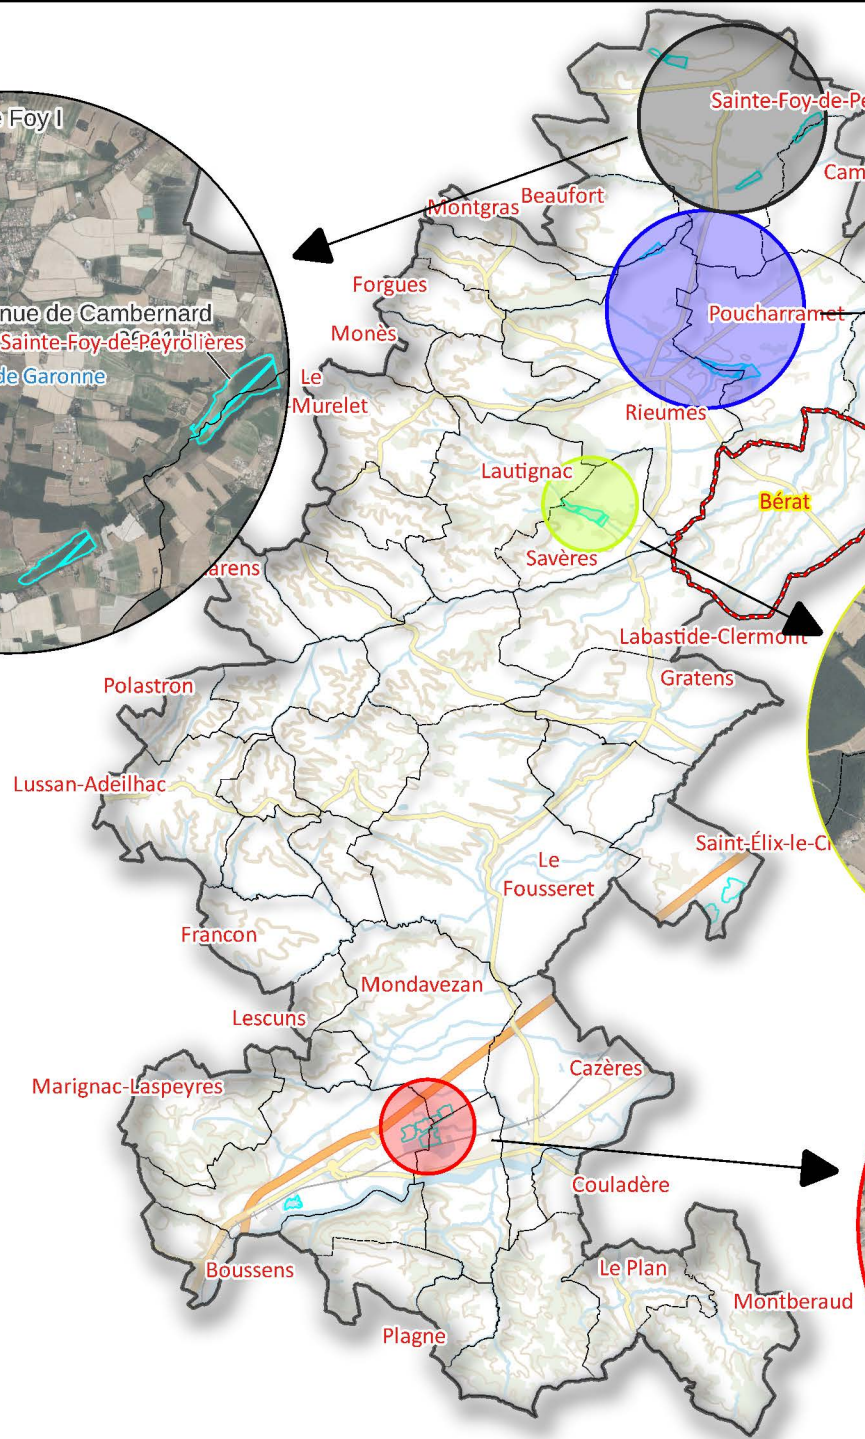 Foy I
Sainte-Foy-de-Pe
Cam
Beaufort
Montgras
Forgues
nue de Cambernard
Poucharramet
Monès
Sainte-Foy-de-Peyrolières
de Garonne
Le
Murelet
Rieumes
Lautignac
Bérat
Savères
arens
Labastide-Clermont
Gratens
Polastron
Lussan-Adeilhac
Saint-Élix-le-C
Le
Fousseret
Francon
Mondavezan
Lescuns
Cazères
Marignac-Laspeyres
Couladère
Boussens
Le Plan
Montberaud
Plagne